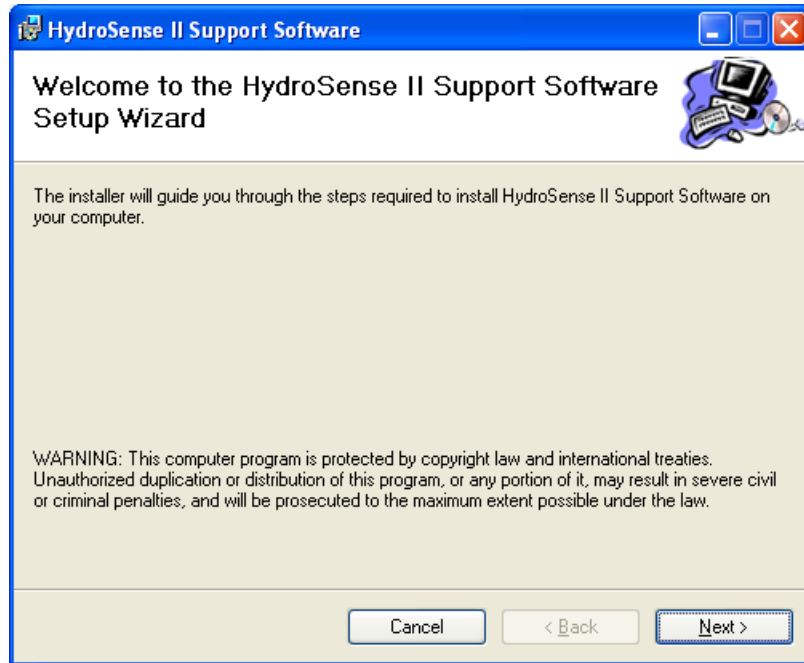 HydroSense II Support Software
Welcome to the HydroSense II Support Software
Setup Wizard
The installer will guide you through the steps required to install HydroSense II Support Software on
your computer.
WARNING: This computer program is protected by copyright law and international treaties.
Unauthorized duplication or distribution of this program, or any portion of it, may result in severe civil
or criminal penalties, and will be prosecuted to the maximum extent possible under the law.
Cancel
< Back
Next >